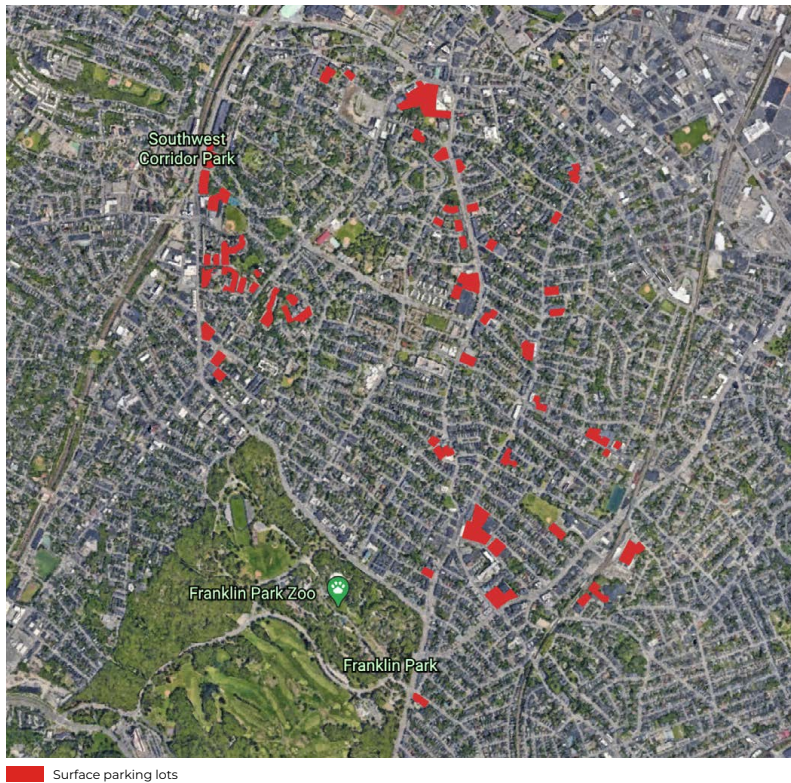 Southwest
Corridor Park
Franklin Park Zoo
Franklin Park
Surface parking lots